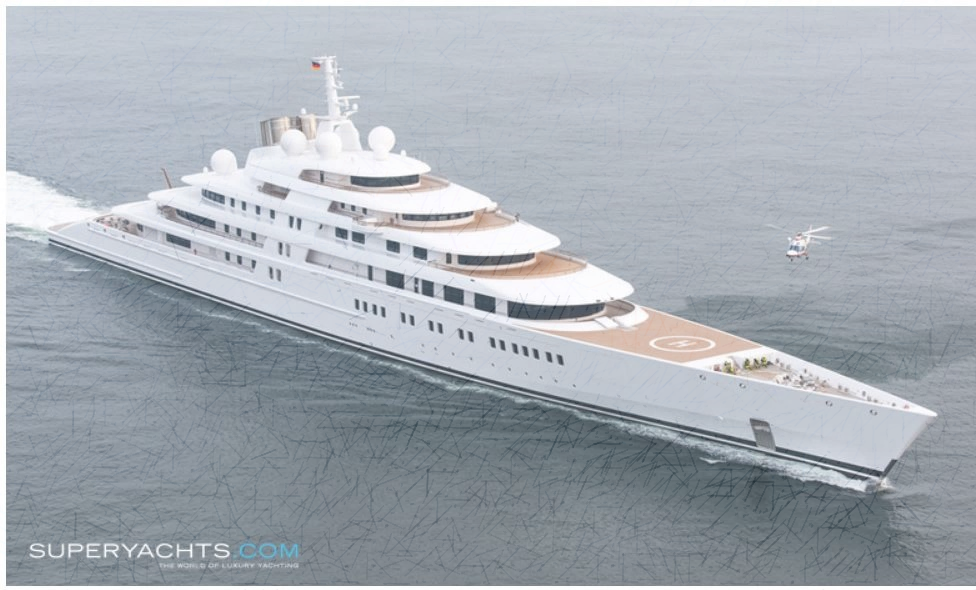 H
SUPERYACHTS.COM
THE WORLD OF LUXURY YACHTING